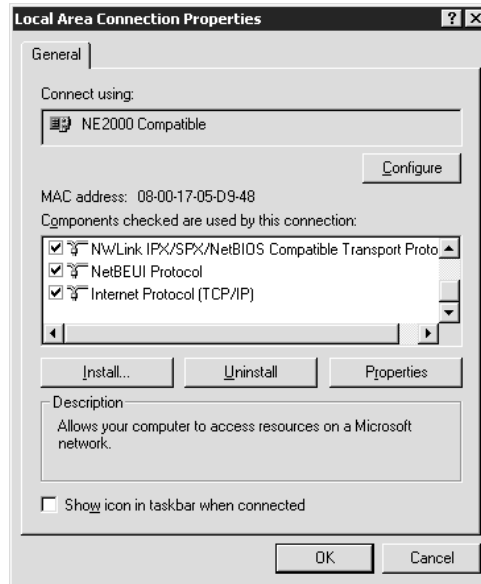 Local Area Connection Properties
General
Connect using:
NE2000 Compatible
Configure
MAC address: 08-00-17-05-D9-48
Components checked are used by this connection:
NWLink IPX/SPX/NetBIOS Compatible Transport Proto
NetBEUI Protocol
Internet Protocol (TCP/IP)
Install... Uninstall Properties
Description
Allows your computer to access resources on a Microsoft
network.
Show icon in taskbar when connected
OK Cancel